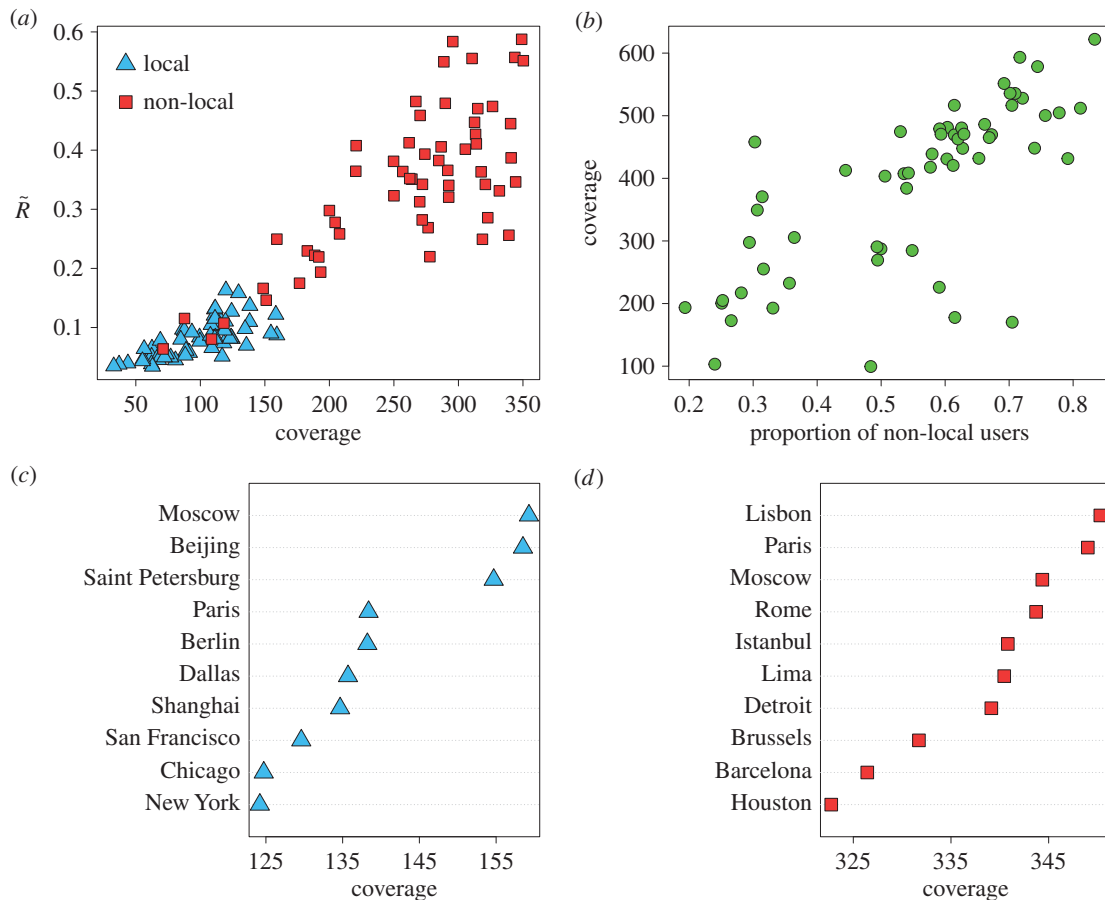 (a)
0.6
0.5
0.4
0.3
0.2
0.1
R̃
local
non-local
50 100 150 200 250 300 350
coverage
(b)
600
500
400
300
200
100
coverage
0.2 0.3 0.4 0.5 0.6 0.7 0.8
proportion of non-local users
(c)
Moscow
Beijing
Saint Petersburg
Paris
Berlin
Dallas
Shanghai
San Francisco
Chicago
New York
125 135 145 155
coverage
(d)
Lisbon
Paris
Moscow
Rome
Istanbul
Lima
Detroit
Brussels
Barcelona
Houston
325 335 345
coverage